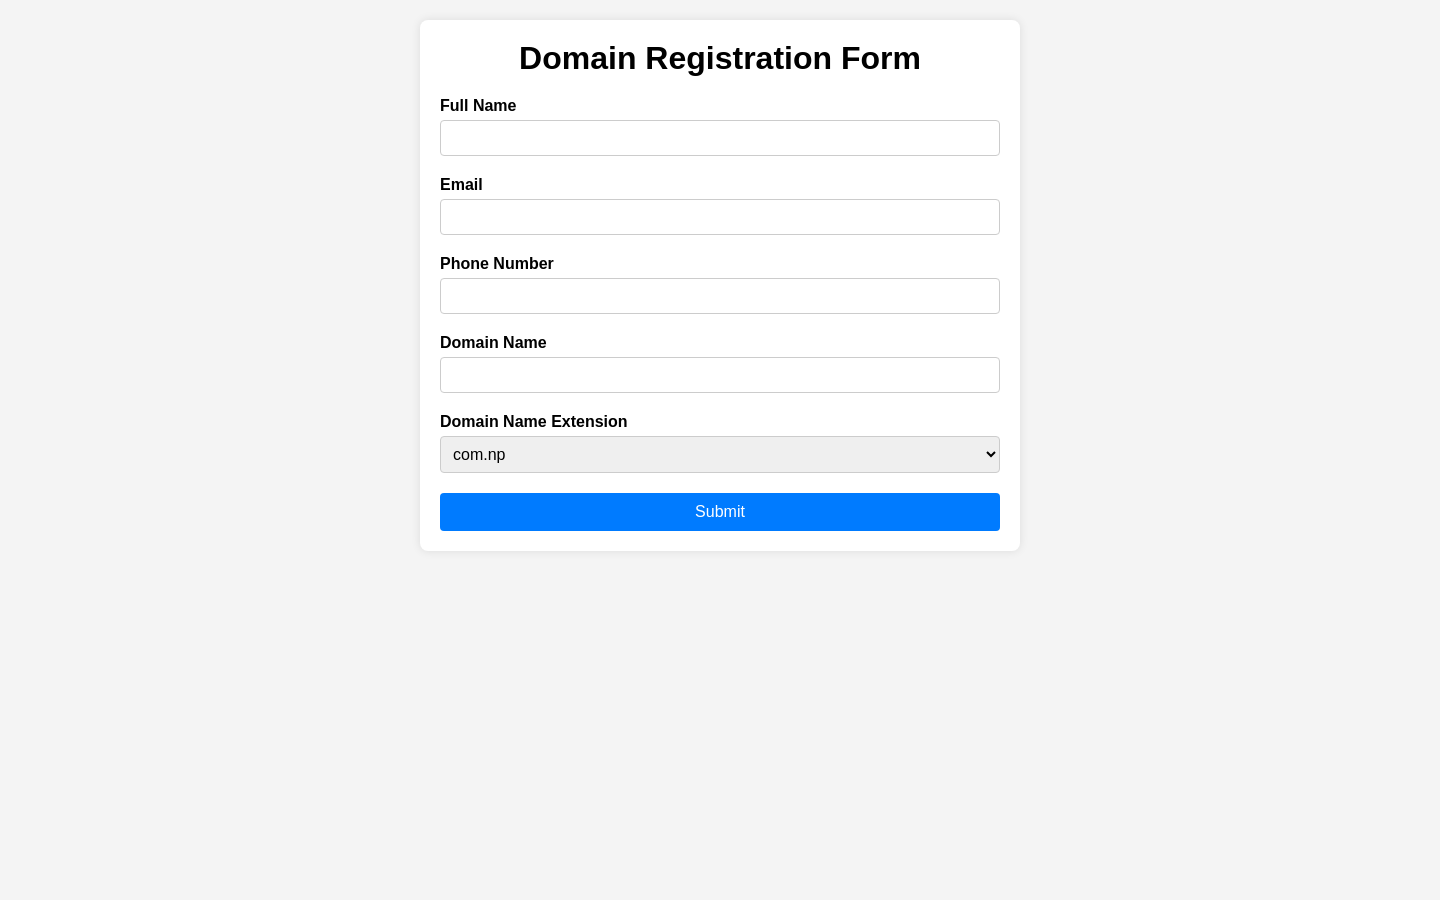 Domain Registration Form
Full Name
Email
Phone Number
Domain Name
Domain Name Extension
com.np
Submit